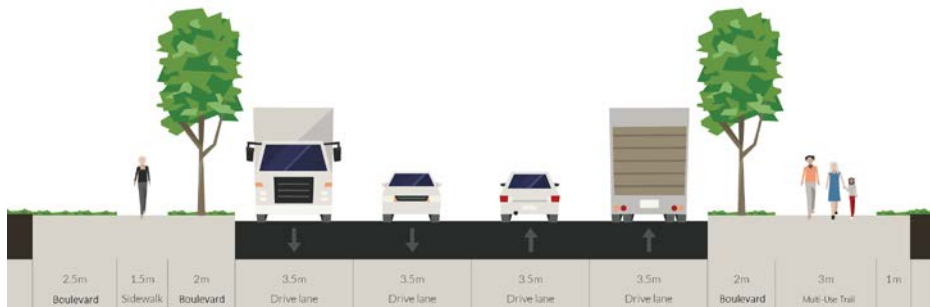 2.5m 1.5m 2m 3.5m 3.5m 3.5m 3.5m 2m 3m 1m
Boulevard Sidewalk Boulevard Drive lane Drive lane Drive lane Drive lane Boulevard Multi-Use Trail